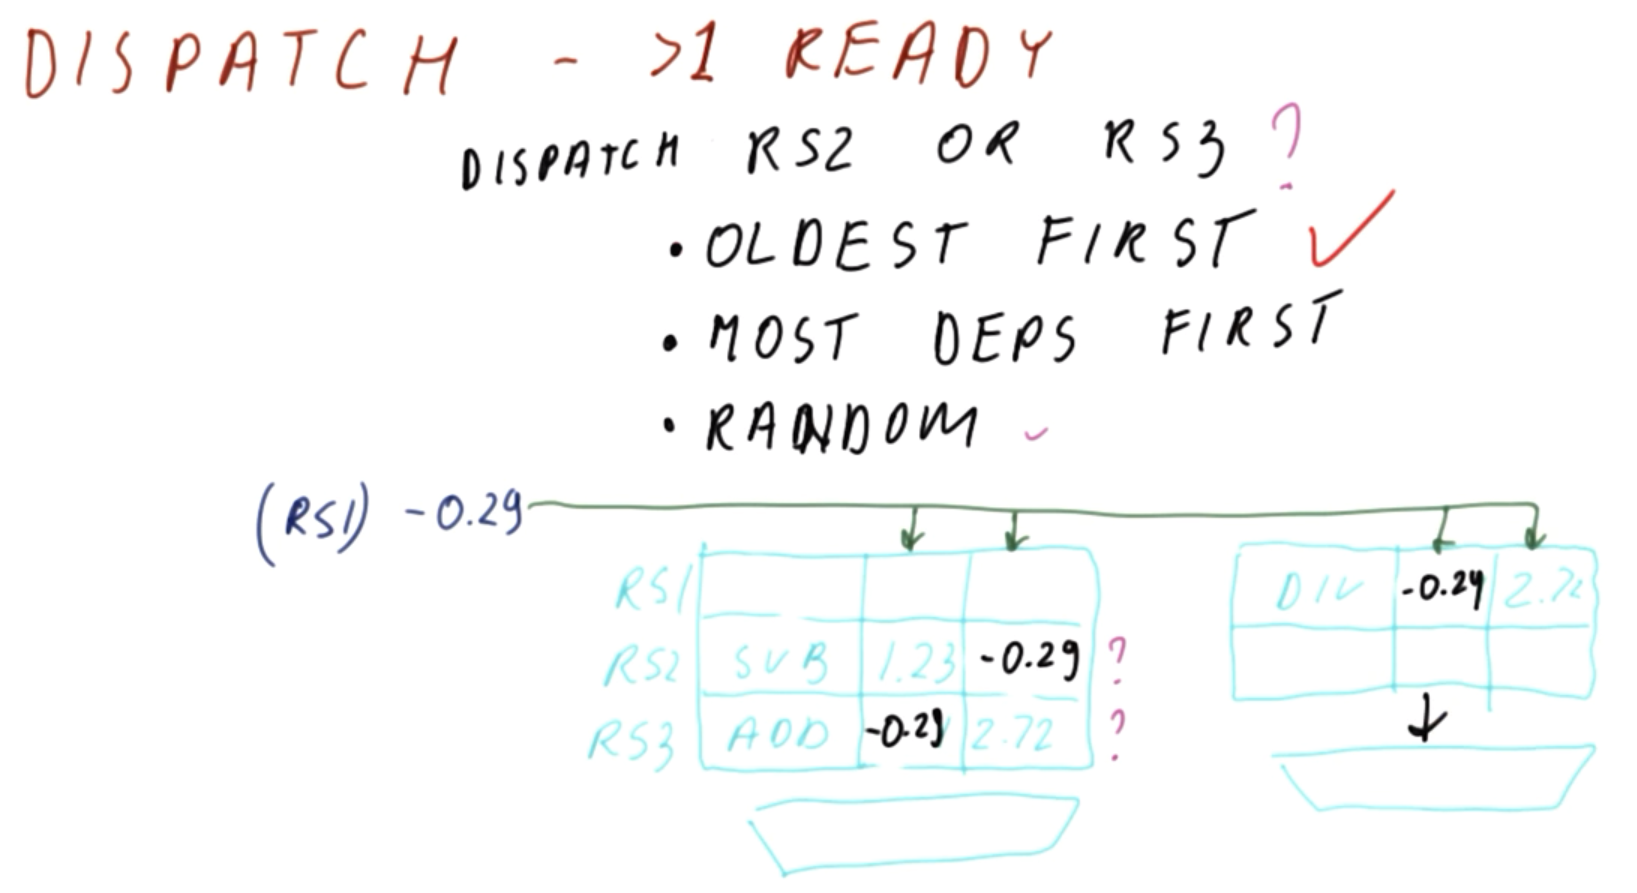 DISPATCH - >1 READY
DISPATCH RS2 OR RS3 ?
• OLDEST FIRST ✓
• MOST DEPS FIRST
• RANDOM
(RS1) -0.29
RS1
RS2 SUB 1.23 -0.29 ?
RS3 ADD -0.29 2.72 ?
DIV -0.29 2.72